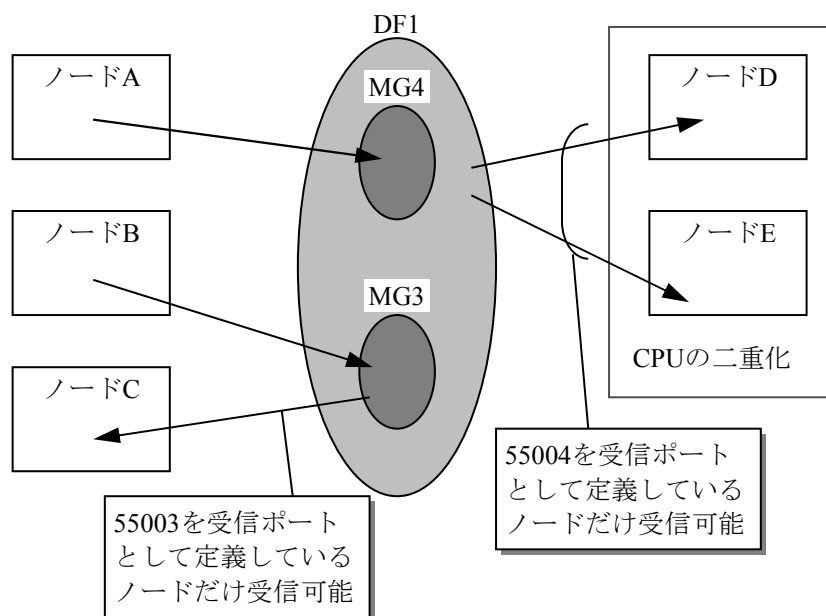 DF1
ノードA
MG4
ノードD
ノードB
ノードE
MG3
CPUの二重化
ノードC
55004を受信ポート
として定義している
ノードだけ受信可能
55003を受信ポート
として定義している
ノードだけ受信可能